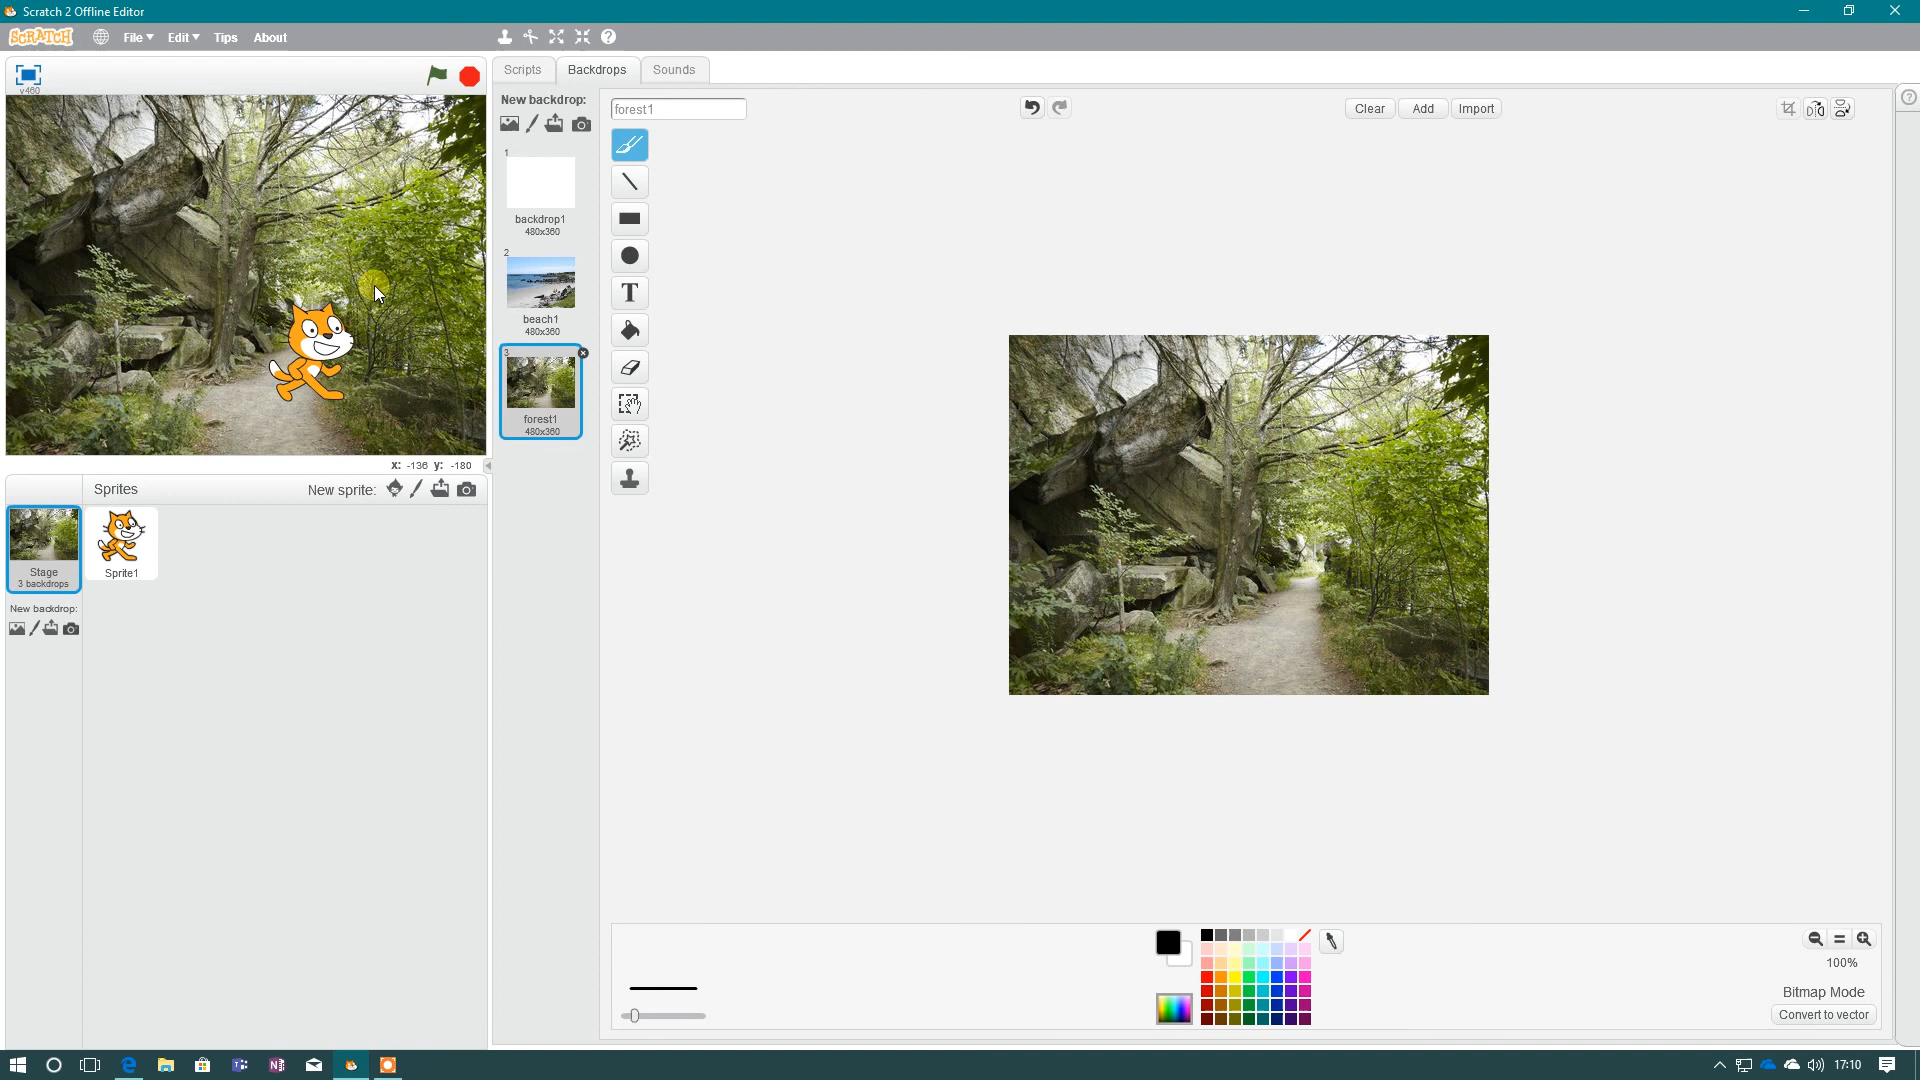 Scratch 2 Offline Editor
SCRATCH
File
Edit
Tips
About
v460
Scripts
Backdrops
Sounds
New backdrop:
forest1
Clear
Add
Import
1
backdrop1
480x360
2
beach1
480x360
3
forest1
480x360
T
x: -136 y: -180
Sprites
New sprite:
Stage
3 backdrops
Sprite1
New backdrop:
100%
Bitmap Mode
Convert to vector
17:10